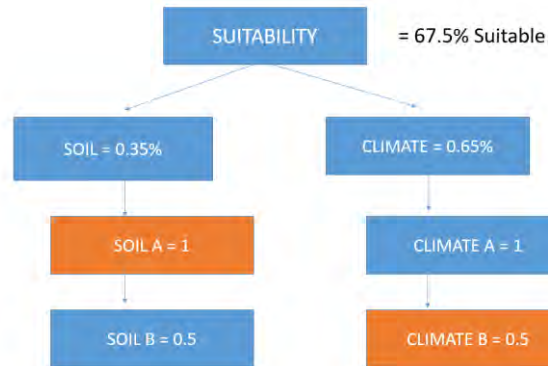 SUITABILITY
= 67.5% Suitable
SOIL = 0.35%
CLIMATE = 0.65%
SOIL A = 1
CLIMATE A = 1
SOIL B = 0.5
CLIMATE B = 0.5